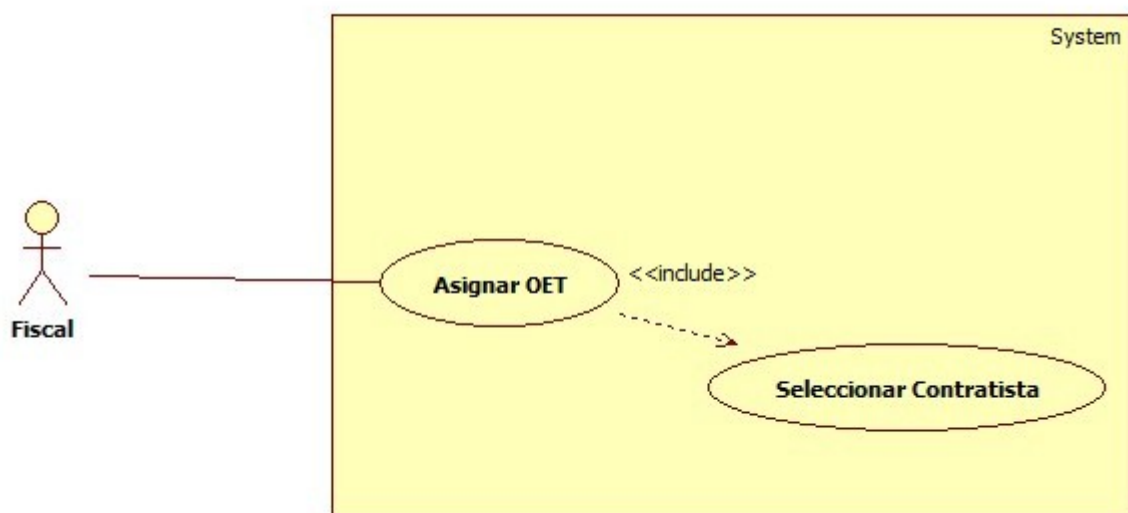 System
Asignar OET
<<include>>
Fiscal
Seleccionar Contratista